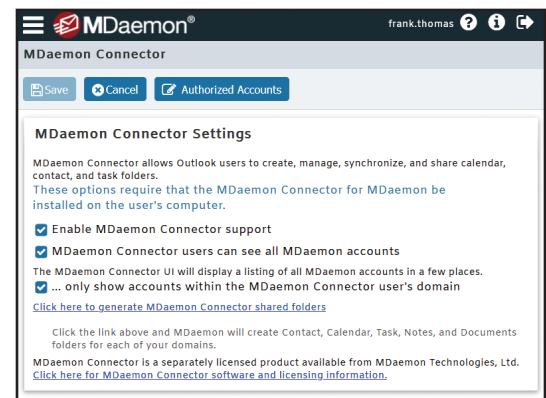 MDaemon® frank.thomas ? i
MDaemon Connector
Save Cancel Authorized Accounts
MDaemon Connector Settings
MDaemon Connector allows Outlook users to create, manage, synchronize, and share calendar,
contact, and task folders.
These options require that the MDaemon Connector for MDaemon be
installed on the user's computer.
Enable MDaemon Connector support
MDaemon Connector users can see all MDaemon accounts
The MDaemon Connector UI will display a listing of all MDaemon accounts in a few places.
... only show accounts within the MDaemon Connector user's domain
Click here to generate MDaemon Connector shared folders
Click the link above and MDaemon will create Contact, Calendar, Task, Notes, and Documents
folders for each of your domains.
MDaemon Connector is a separately licensed product available from MDaemon Technologies, Ltd.
Click here for MDaemon Connector software and licensing information.